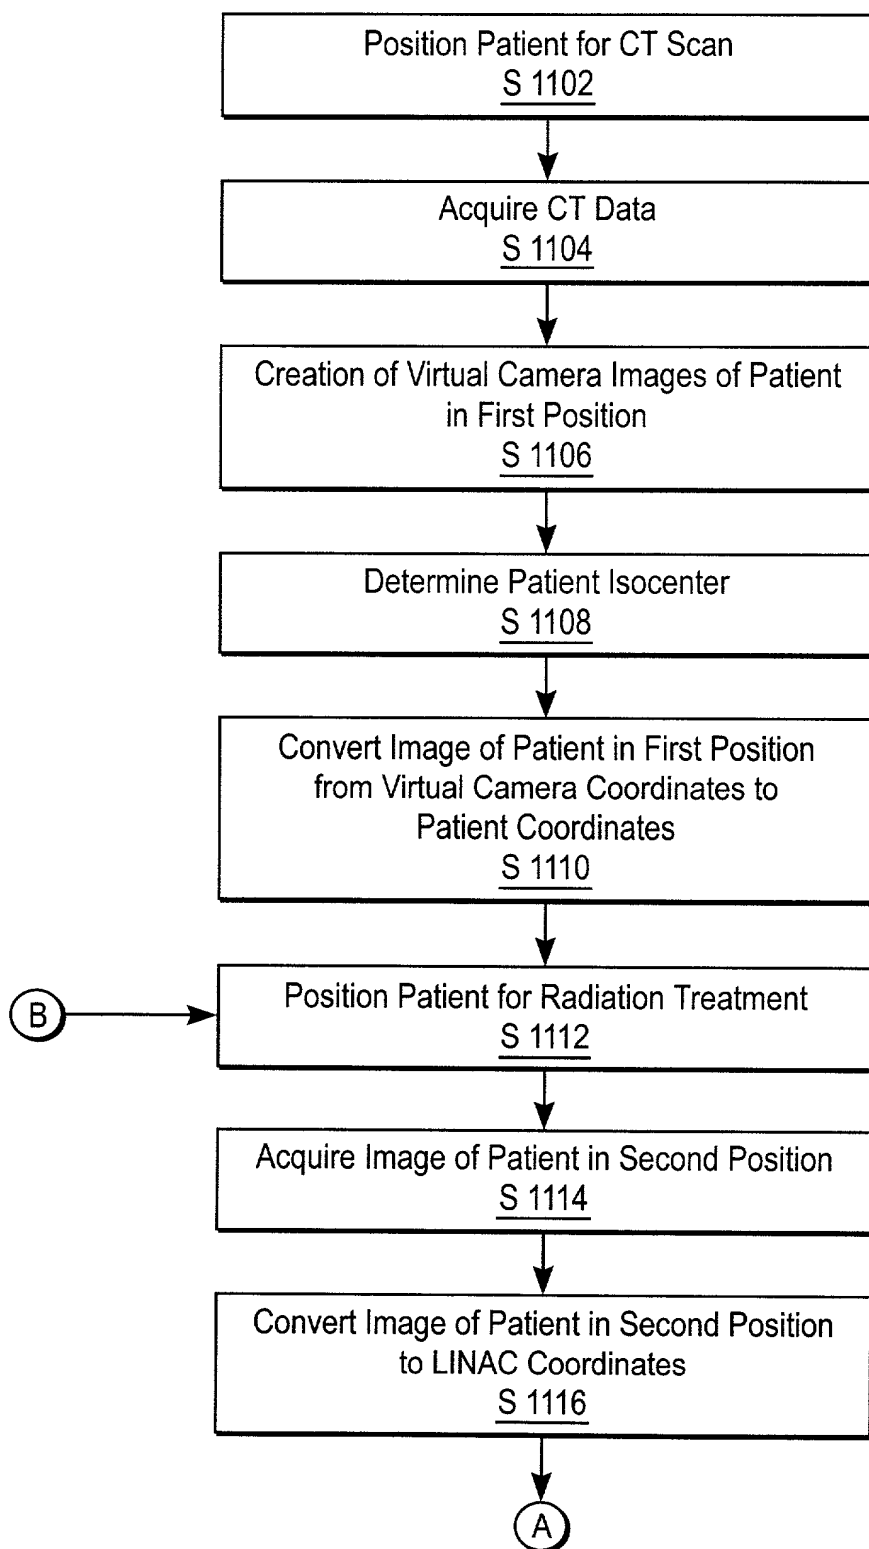 Position Patient for CT Scan
S 1102
Acquire CT Data
S 1104
Creation of Virtual Camera Images of Patient
in First Position
S 1106
Determine Patient Isocenter
S 1108
Convert Image of Patient in First Position
from Virtual Camera Coordinates to
Patient Coordinates
S 1110
B
Position Patient for Radiation Treatment
S 1112
Acquire Image of Patient in Second Position
S 1114
Convert Image of Patient in Second Position
to LINAC Coordinates
S 1116
A